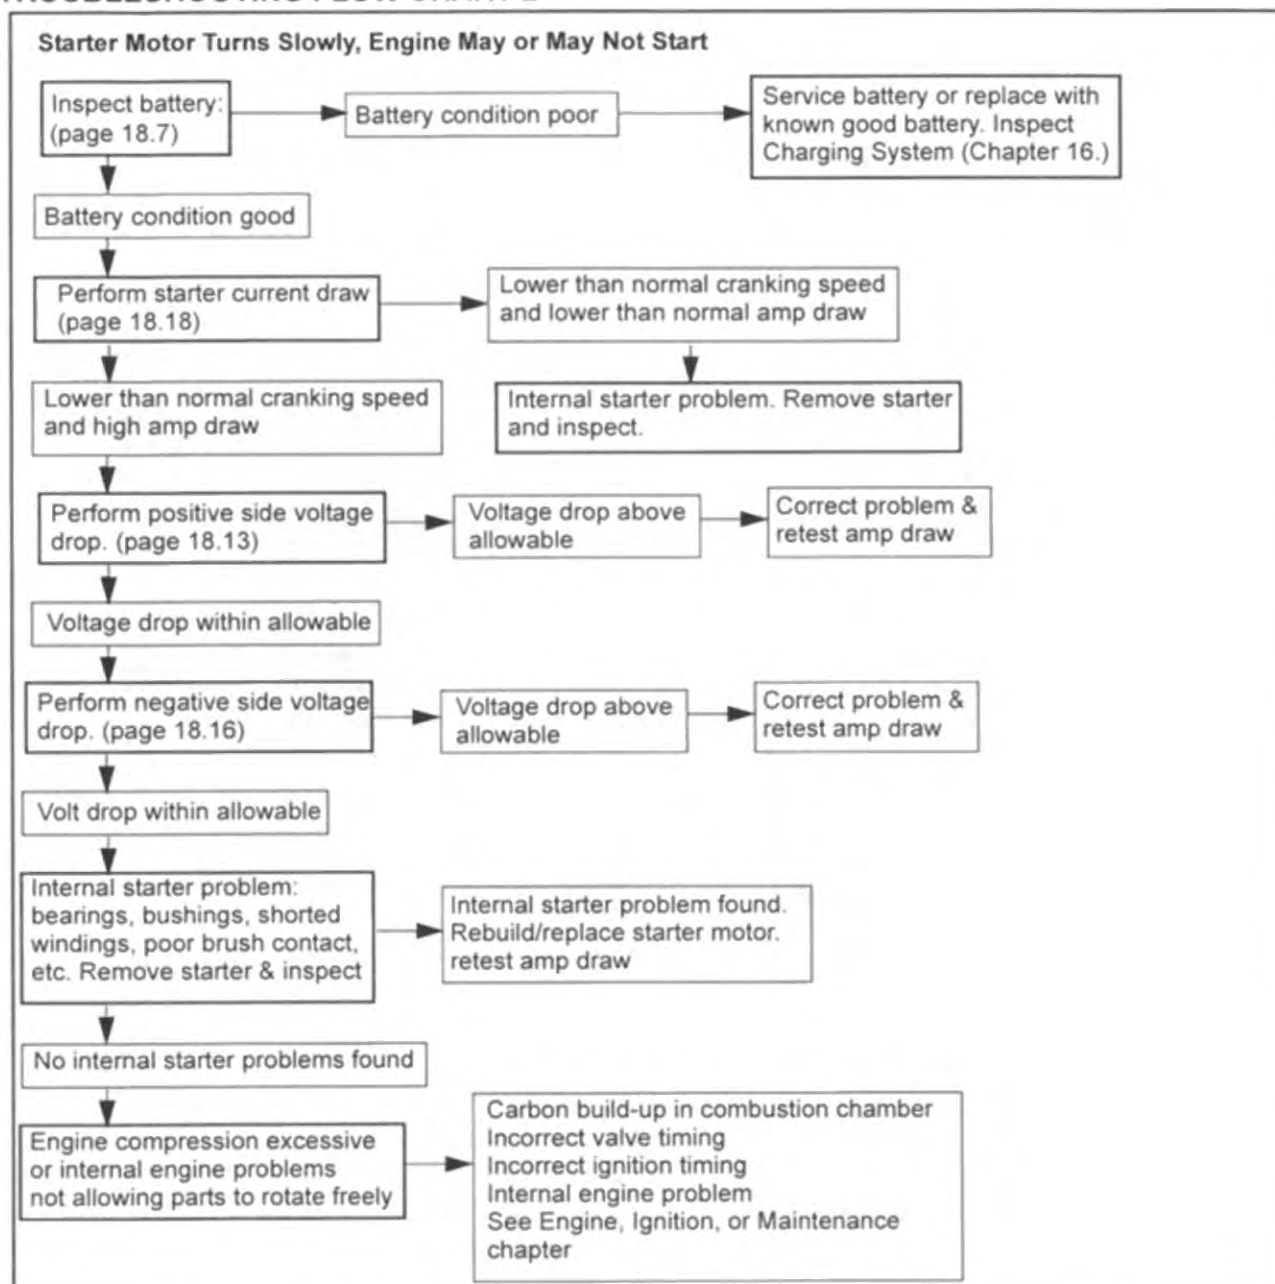 Starter Motor Turns Slowly, Engine May or May Not Start
Inspect battery:
(page 18.7)
Battery condition poor
Service battery or replace with
known good battery. Inspect
Charging System (Chapter 16.)
Battery condition good
Perform starter current draw
(page 18.18)
Lower than normal cranking speed
and lower than normal amp draw
Lower than normal cranking speed
and high amp draw
Internal starter problem. Remove starter
and inspect.
Perform positive side voltage
drop. (page 18.13)
Voltage drop above
allowable
Correct problem &
retest amp draw
Voltage drop within allowable
Perform negative side voltage
drop. (page 18.16)
Voltage drop above
allowable
Correct problem &
retest amp draw
Volt drop within allowable
Internal starter problem:
bearings, bushings, shorted
windings, poor brush contact,
etc. Remove starter & inspect
Internal starter problem found.
Rebuild/replace starter motor.
retest amp draw
No internal starter problems found
Engine compression excessive
or internal engine problems
not allowing parts to rotate freely
Carbon build-up in combustion chamber
Incorrect valve timing
Incorrect ignition timing
Internal engine problem
See Engine, Ignition, or Maintenance
chapter